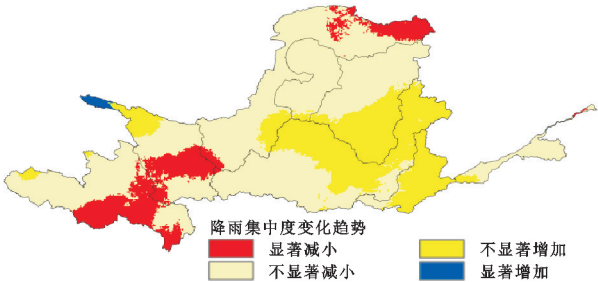 降雨集中度变化趋势
显著减小 不显著增加
不显著减小 显著增加